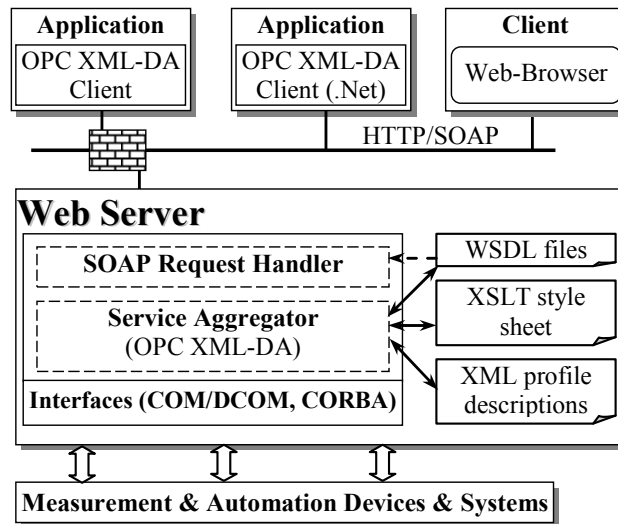 Application
OPC XML-DA
Client
Application
OPC XML-DA
Client (.Net)
Client
Web-Browser
HTTP/SOAP
Web Server
SOAP Request Handler
Service Aggregator
(OPC XML-DA)
Interfaces (COM/DCOM, CORBA)
WSDL files
XSLT style
sheet
XML profile
descriptions
Measurement & Automation Devices & Systems